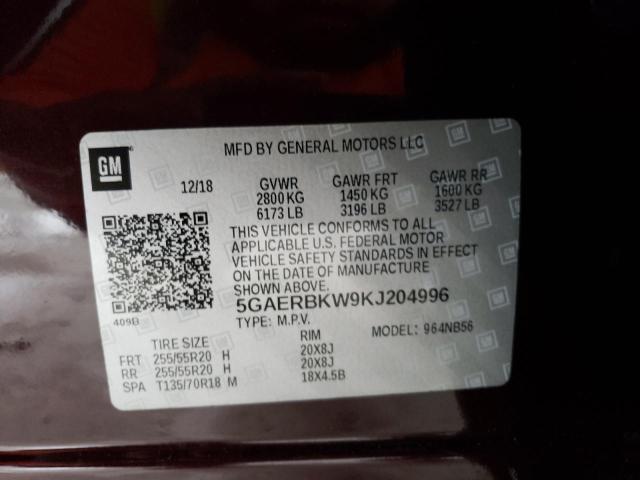 GM
MFD BY GENERAL MOTORS LLC
12/18 GVWR GAWR FRT GAWR RR
2800 KG 1450 KG 1600 KG
6173 LB 3196 LB 3527 LB
THIS VEHICLE CONFORMS TO ALL
APPLICABLE U.S. FEDERAL MOTOR
VEHICLE SAFETY STANDARDS IN EFFECT
ON THE DATE OF MANUFACTURE
SHOWN ABOVE.
5GAERBKW9KJ204996
409B
TYPE: M.P.V. MODEL: 964NB56
TIRE SIZE RIM
FRT 255/55R20 H 20X8J
RR 255/55R20 H 20X8J
SPA T135/70R18 M 18X4.5B